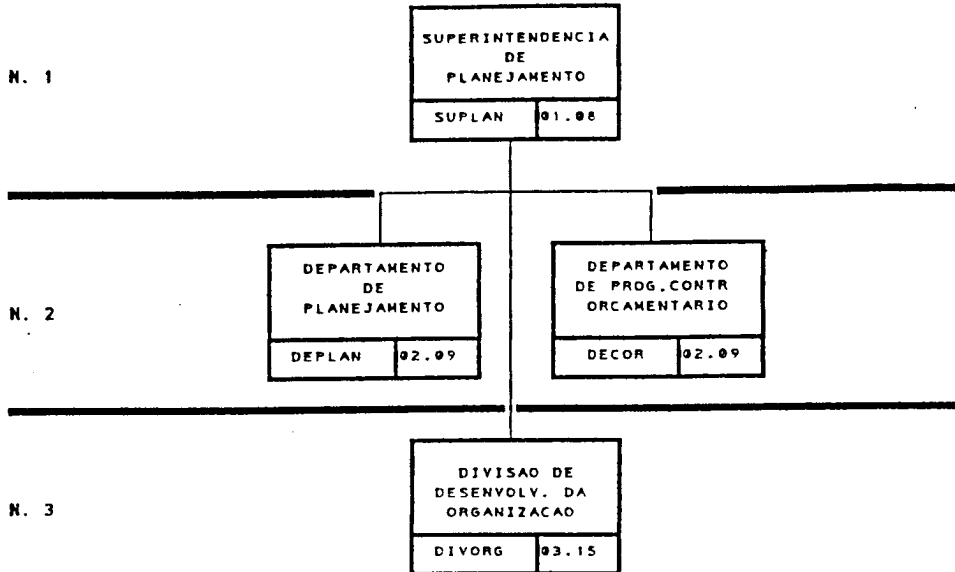 SUPERINTENDENCIA
DE
PLANEJAMENTO
N. 1
SUPLAN 01.08
DEPARTAMENTO
DE
PLANEJAMENTO
DEPARTAMENTO
DE PROG.CONTR
ORCAMENTARIO
N. 2
DEPLAN 02.09
DECOR 02.09
DIVISAO DE
DESENVOLV. DA
ORGANIZACAO
N. 3
DIVORG 03.15